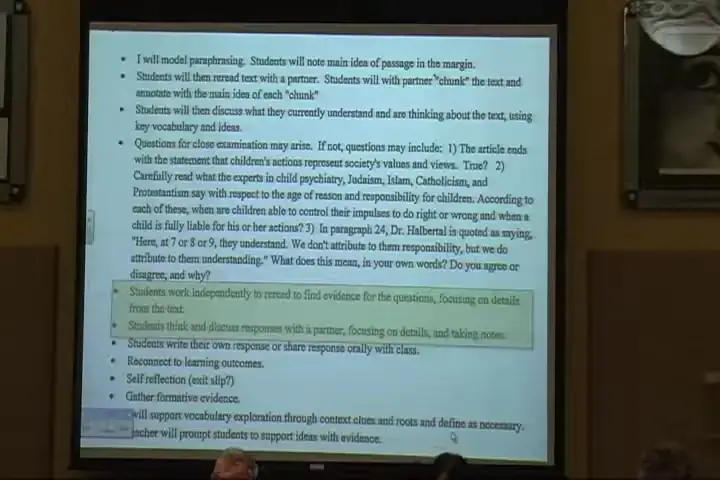 • I will model paraphrasing. Students will note main idea of passage in the margin.
• Students will then reread text with a partner. Students will with partner "chunk" the text and
annotate with the main idea of each "chunk"
• Students will then discuss what they currently understand and are thinking about the text, using
key vocabulary and ideas.
• Questions for close examination may arise. If not, questions may include: 1) The article ends
with the statement that children's actions represent society's values and views. True? 2)
Carefully read what the experts in child psychiatry, Judaism, Islam, Catholicism, and
Protestantism say with respect to the age of reason and responsibility for children. According to
each of these, when are children able to control their impulses to do right or wrong and when a
child is fully liable for his or her actions? 3) In paragraph 24, Dr. Halbertal is quoted as saying,
"Here, at 7 or 8 or 9, they understand. We don't attribute to them responsibility, but we do
attribute to them understanding." What does this mean, in your own words? Do you agree or
disagree, and why?
• Students work independently to reread to find evidence for the questions, focusing on details
from the text.
• Students think and discuss responses with a partner, focusing on details, and taking notes.
• Students write their own response or share response orally with class.
• Reconnect to learning outcomes.
• Self reflection (exit slip?)
• Gather formative evidence.
will support vocabulary exploration through context clues and roots and define as necessary.
acher will prompt students to support ideas with evidence.